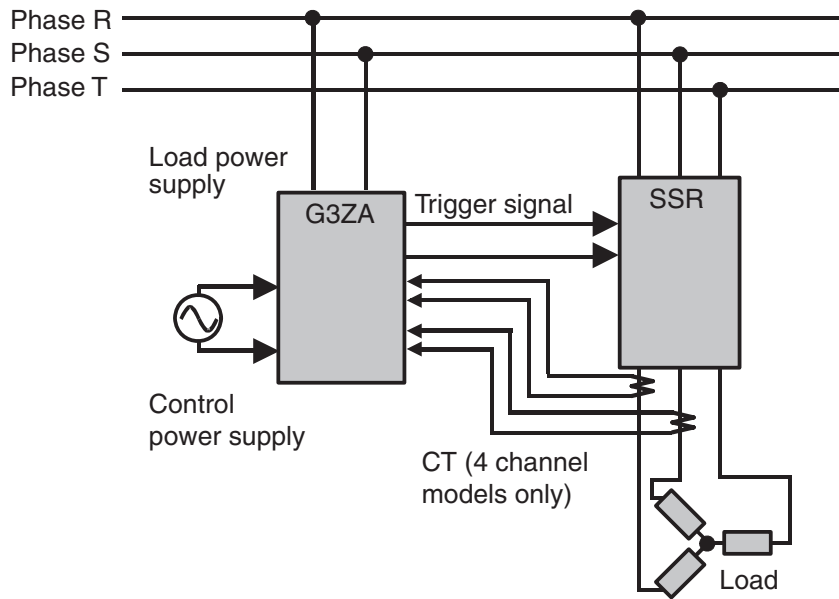 Phase R
Phase S
Phase T
Load power
supply
G3ZA
Trigger signal
SSR
Control
power supply
CT (4 channel
models only)
Load